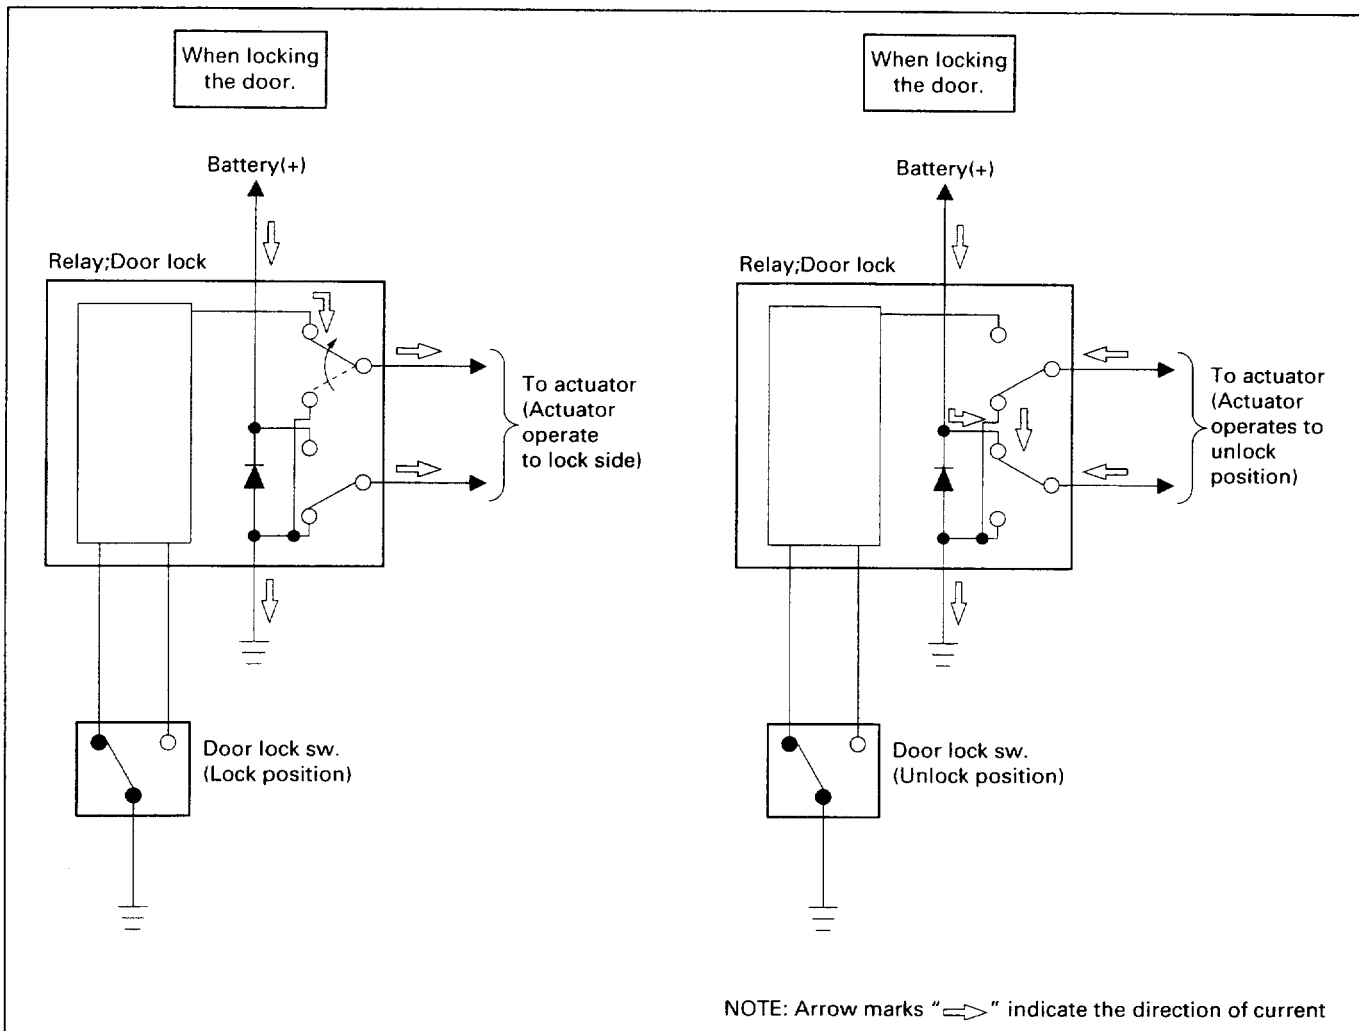 When locking
the door.
Battery(+)
Relay;Door lock
To actuator
(Actuator
operate
to lock side)
Door lock sw.
(Lock position)
When locking
the door.
Battery(+)
Relay;Door lock
To actuator
(Actuator
operates to
unlock
position)
Door lock sw.
(Unlock position)
NOTE: Arrow marks "⇨" indicate the direction of current